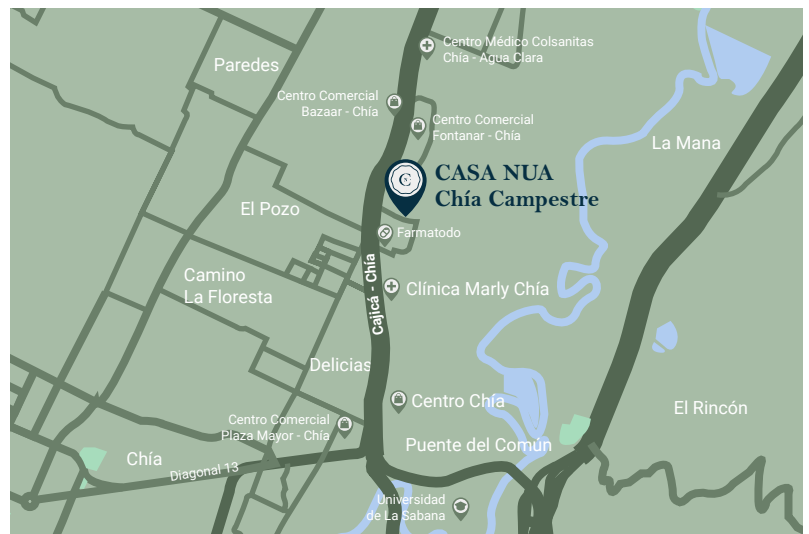 Centro Médico Colsanitas
Chía - Agua Clara
Paredes
Centro Comercial
Bazaar - Chía
Centro Comercial
Fontanar - Chía
La Mana
C
CASA NUA
Chía Campestre
El Pozo
Farmatodo
Camino
La Floresta
Cajicá - Chía
Clínica Marly Chía
Delicias
Centro Chía
El Rincón
Centro Comercial
Plaza Mayor - Chía
Puente del Común
Chía
Diagonal 13
Universidad
de La Sabana